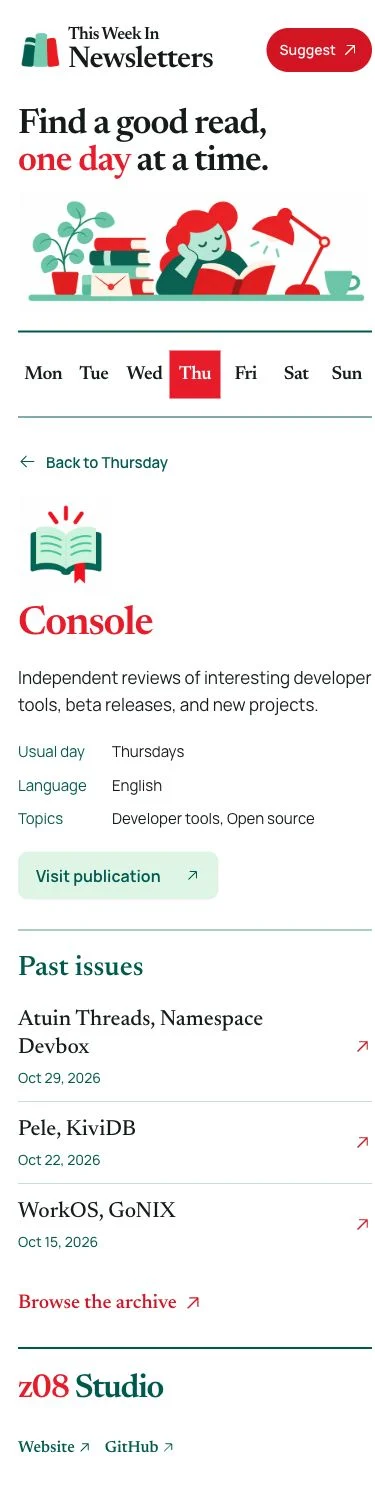 This Week In
Newsletters
Suggest
Find a good read,
one day at a time.
Mon Tue Wed Thu Fri Sat Sun
Back to Thursday
Console
Independent reviews of interesting developer
tools, beta releases, and new projects.
Usual day Thursdays
Language English
Topics Developer tools, Open source
Visit publication
Past issues
Atuin Threads, Namespace
Devbox
Oct 29, 2026
Pele, KiviDB
Oct 22, 2026
WorkOS, GoNIX
Oct 15, 2026
Browse the archive
z08 Studio
Website GitHub